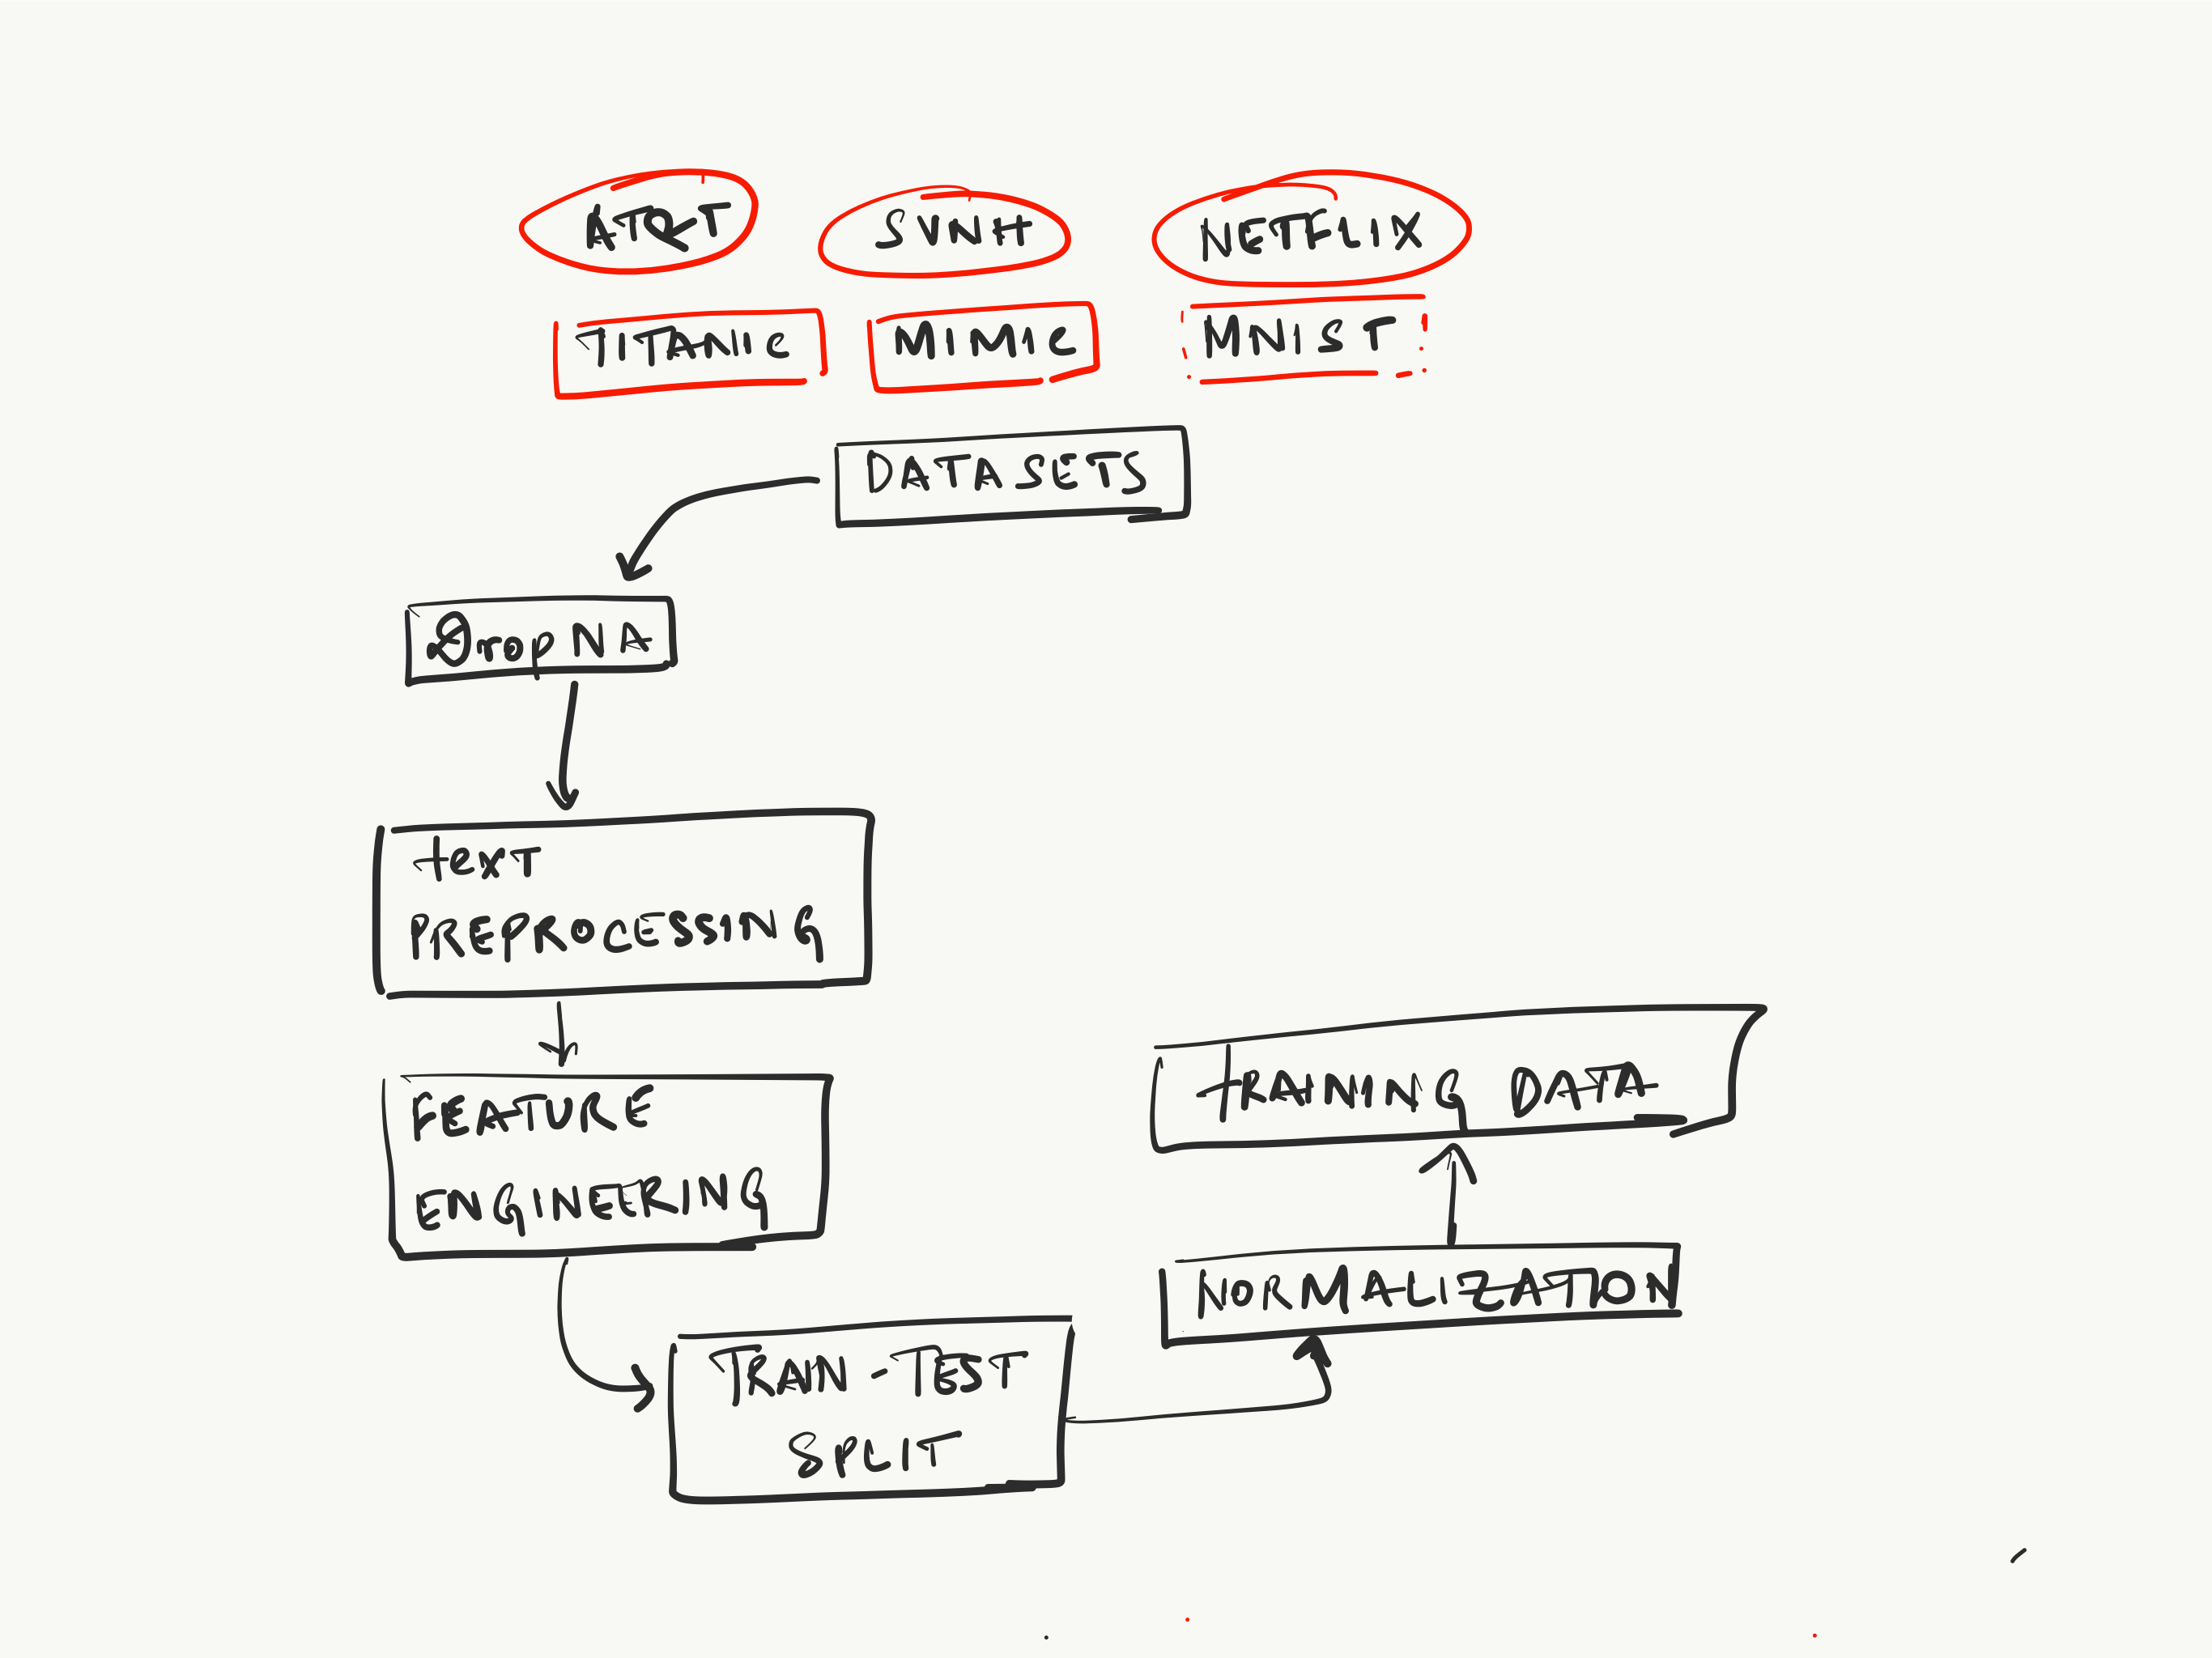 AT&T SVNH NETFLIX
TITANIC MIMIC MNIST
DATASETS
Drop NA
text
PREPROCESSING
FEATURE
ENGINEERING
TRAINING DATA
NORMALIZATION
TRAIN-TEST
SPLIT